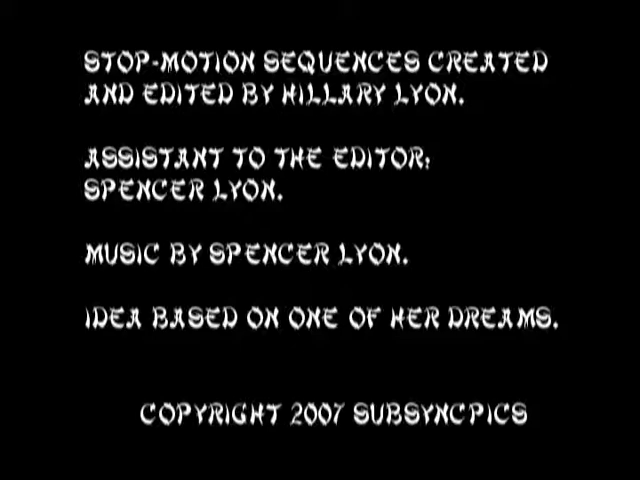 STOP-MOTION SEQUENCES CREATED
AND EDITED BY HILLARY LYON.
ASSISTANT TO THE EDITOR:
SPENCER LYON.
MUSIC BY SPENCER LYON.
IDEA BASED ON ONE OF HER DREAMS.
COPYRIGHT 2007 SUBSYNCPICS